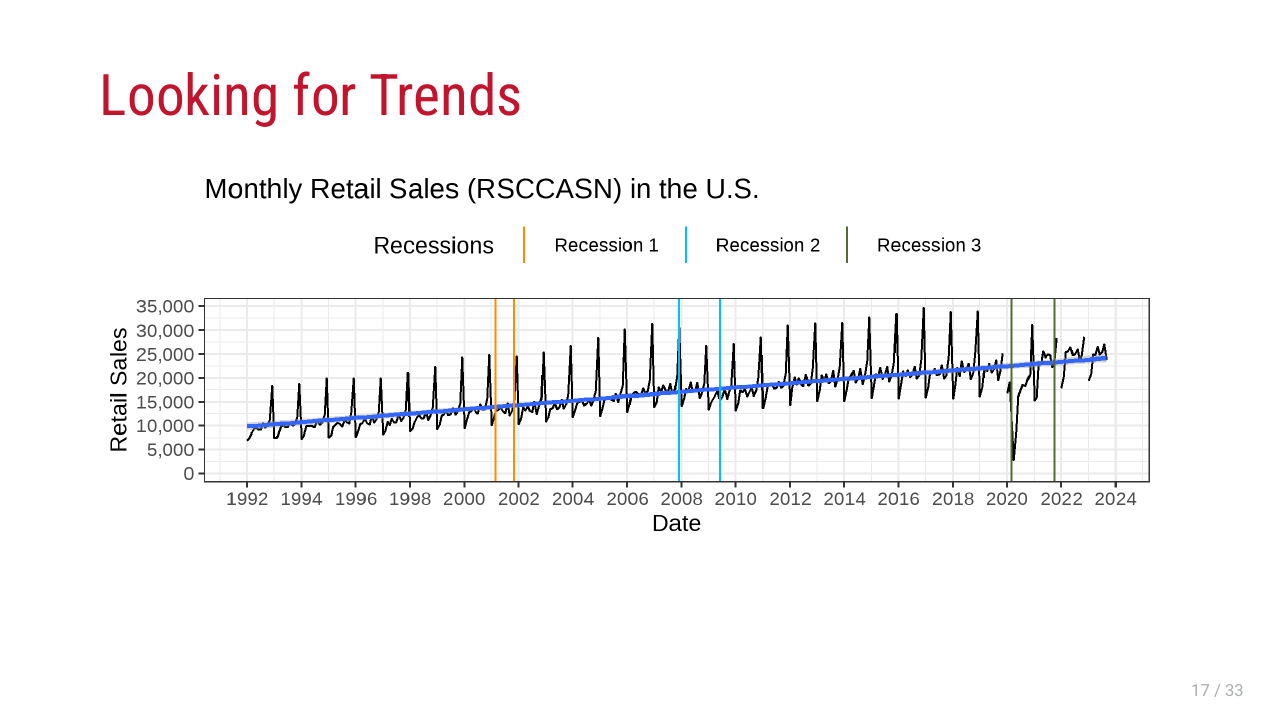 Looking for Trends
Monthly Retail Sales (RSCCASN) in the U.S.
Recessions Recession 1 Recession 2 Recession 3
35,000
30,000
25,000
20,000
15,000
10,000
5,000
0
Retail Sales
1992 1994 1996 1998 2000 2002 2004 2006 2008 2010 2012 2014 2016 2018 2020 2022 2024
Date
17 / 33